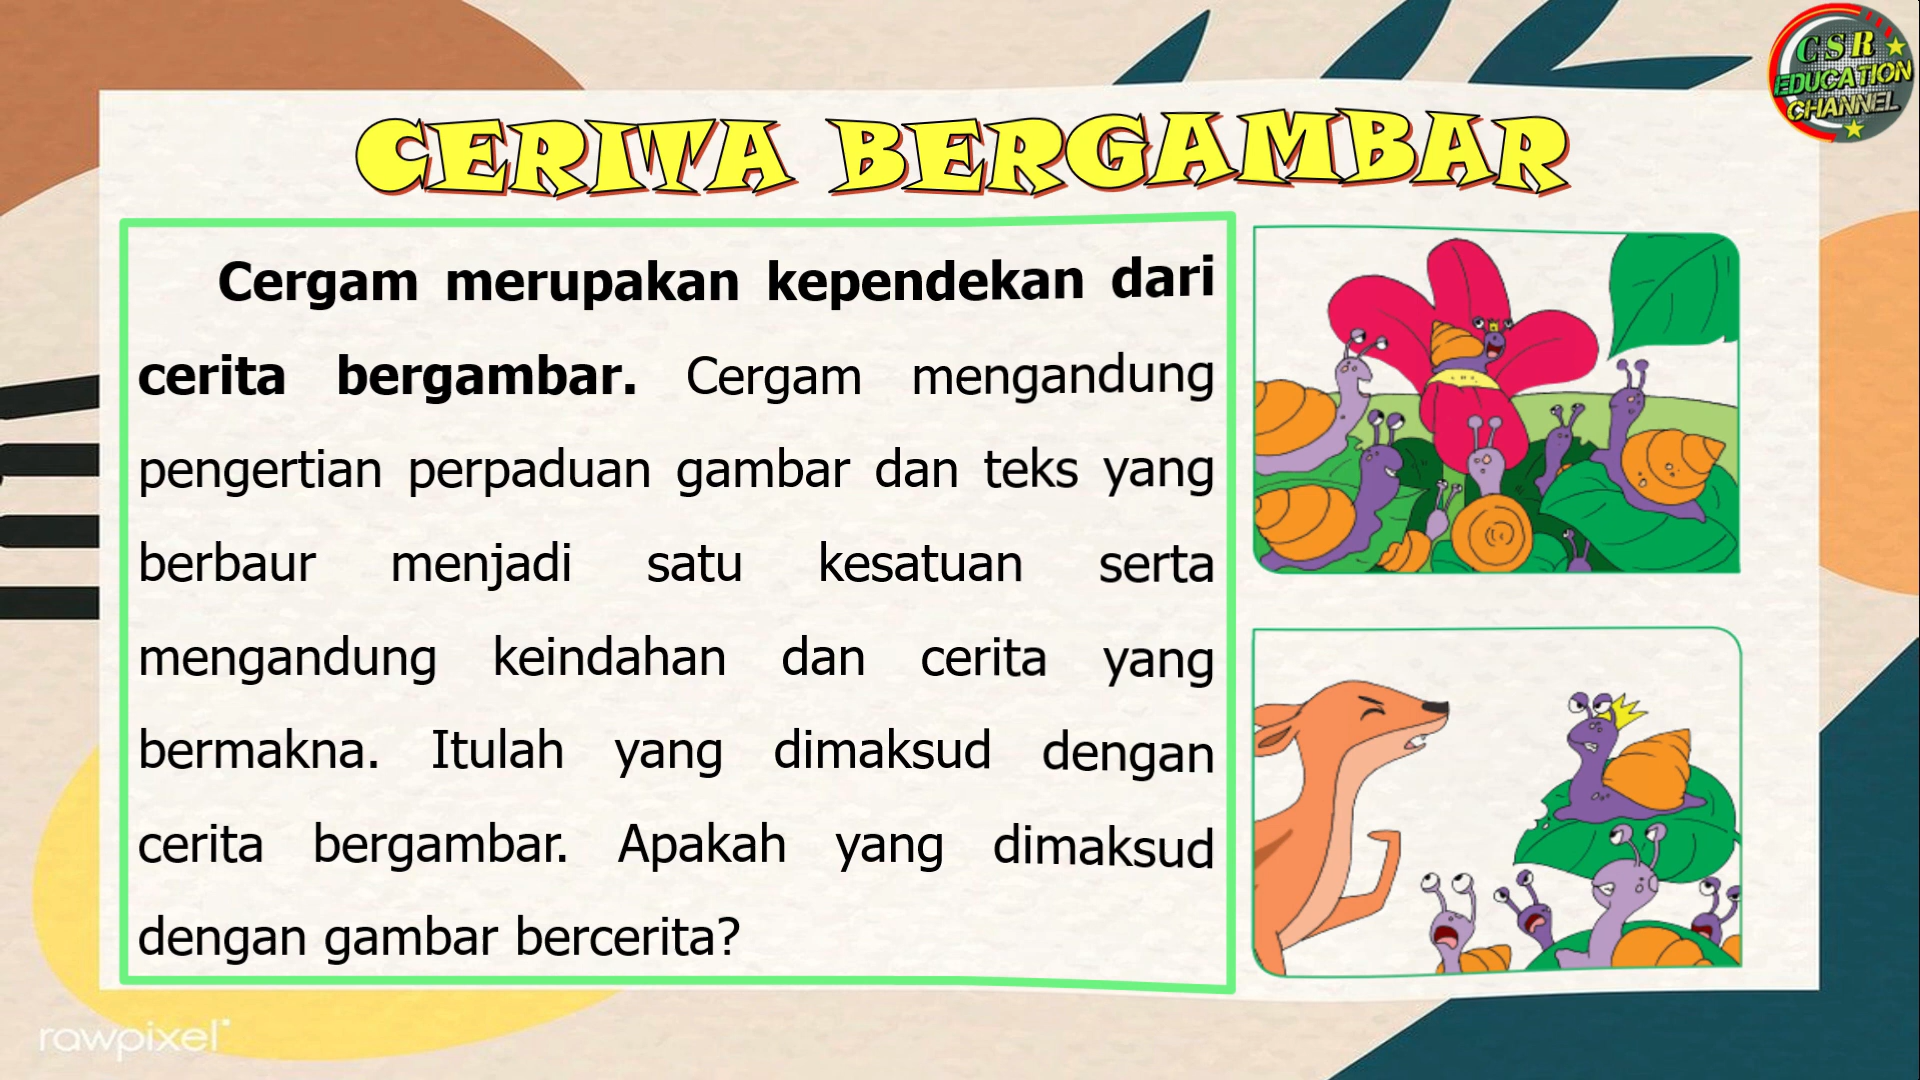 CERITA BERGAMBAR
CSR
EDUCATION
CHANNEL
Cergam merupakan kependekan dari
cerita bergambar. Cergam mengandung
pengertian perpaduan gambar dan teks yang
berbaur menjadi satu kesatuan serta
mengandung keindahan dan cerita yang
bermakna. Itulah yang dimaksud dengan
cerita bergambar. Apakah yang dimaksud
dengan gambar bercerita?
rawpixel